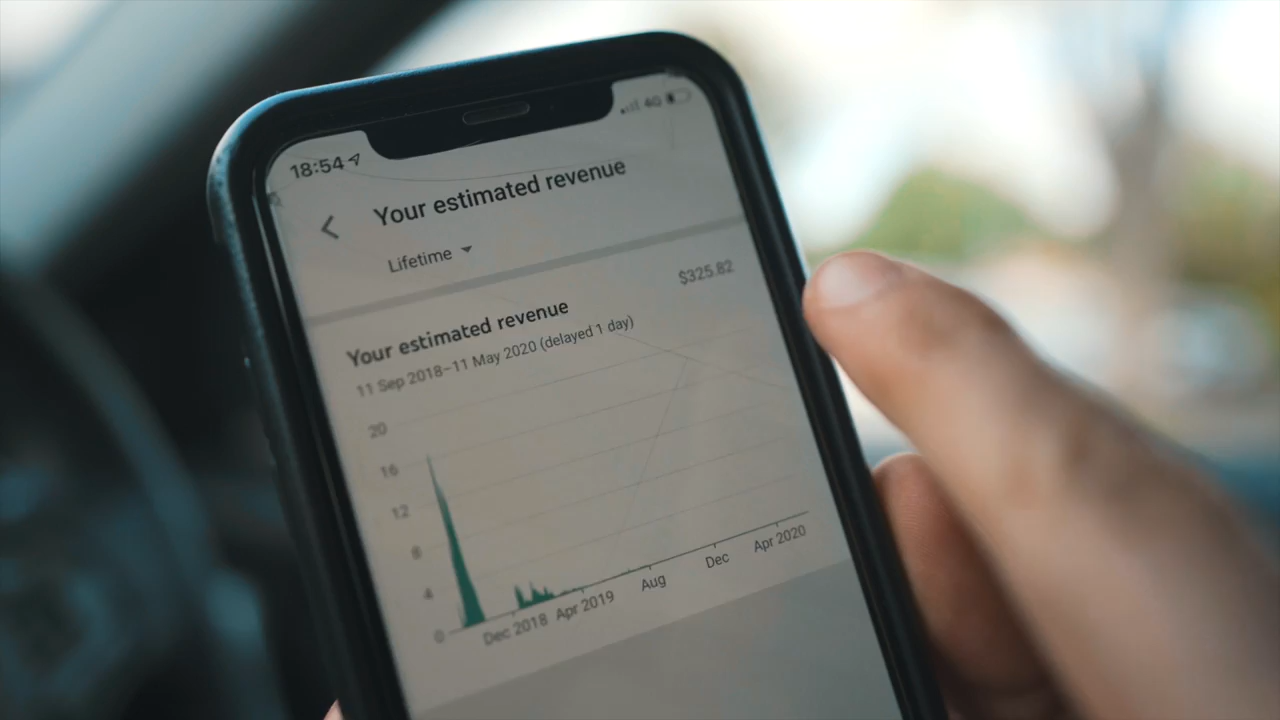 18:54
4G
Your estimated revenue
Lifetime
Your estimated revenue
$325.82
11 Sep 2018–11 May 2020 (delayed 1 day)
20
16
12
8
4
0
Dec 2018 Apr 2019 Aug Dec Apr 2020